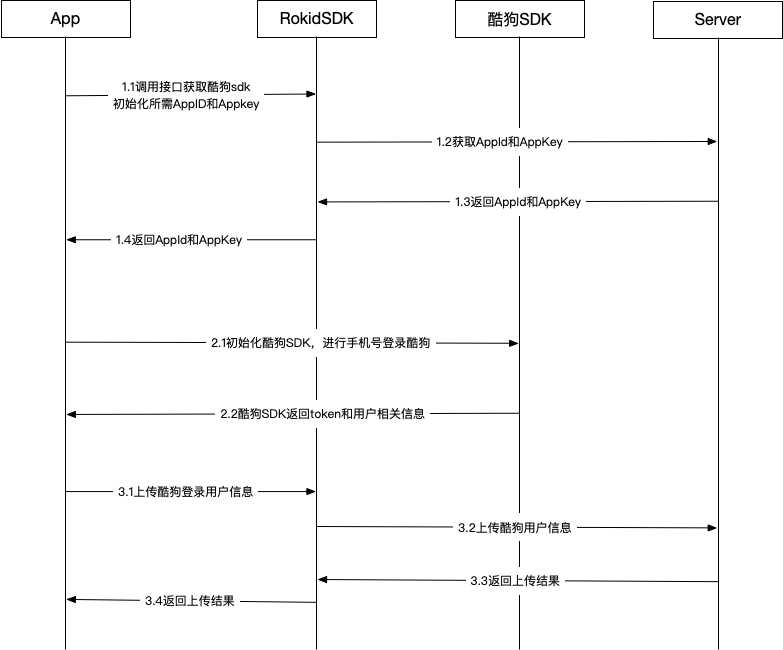 App
RokidSDK
酷狗SDK
Server
1.1调用接口获取酷狗sdk
初始化所需AppID和Appkey
1.2获取AppId和AppKey
1.3返回AppId和AppKey
1.4返回AppId和AppKey
2.1初始化酷狗SDK，进行手机号登录酷狗
2.2酷狗SDK返回token和用户相关信息
3.1上传酷狗登录用户信息
3.2上传酷狗用户信息
3.3返回上传结果
3.4返回上传结果